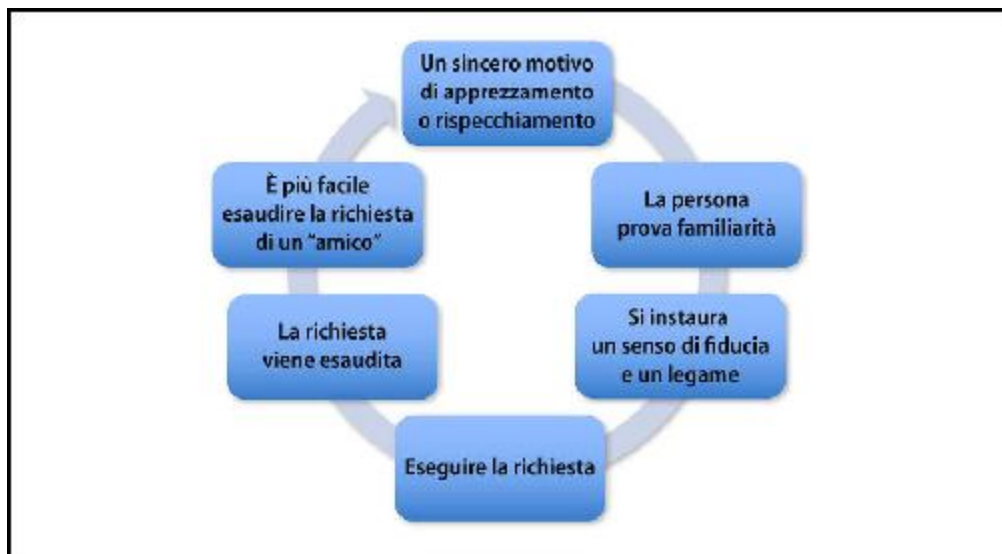 Un sincero motivo
di apprezzamento
o rispecchiamento
La persona
prova familiarità
Si instaura
un senso di fiducia
e un legame
Eseguire la richiesta
La richiesta
viene esaudita
È più facile
esaudire la richiesta
di un “amico”